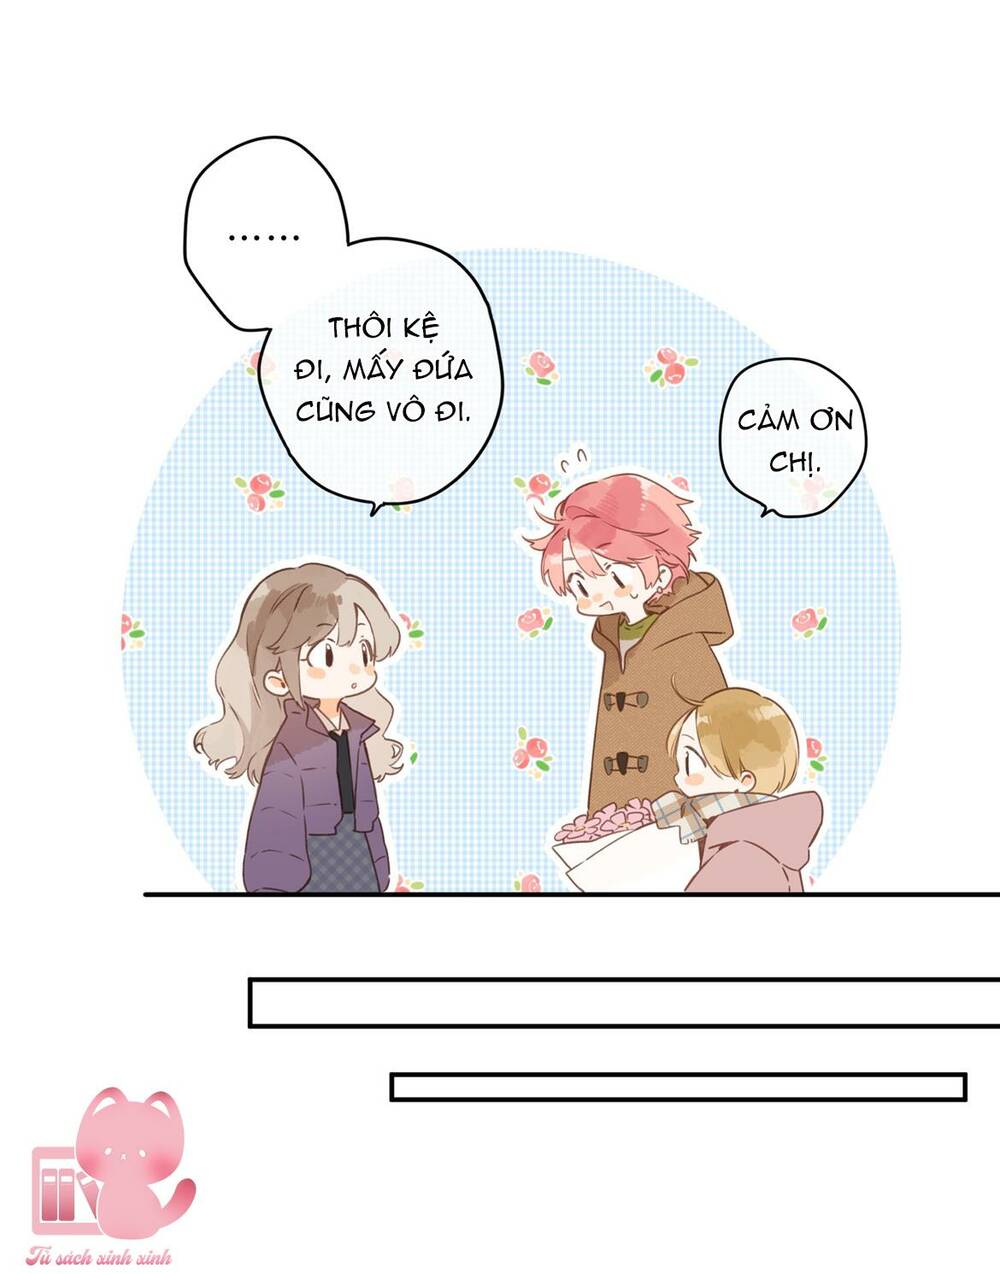 ......
THÔI KỆ
ĐI, MẤY ĐỨA
CŨNG VÔ ĐI.
CẢM ƠN
CHỊ.
Tủ sách xinh xinh